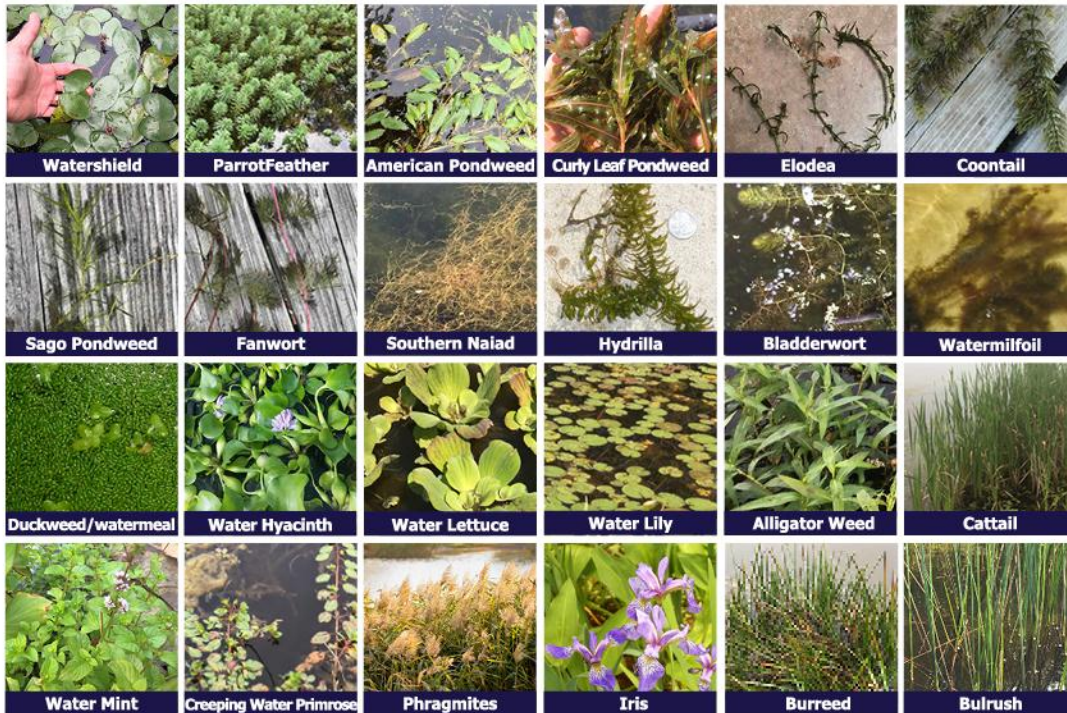 Watershield
ParrotFeather
American Pondweed
Curly Leaf Pondweed
Elodea
Coontail
Sago Pondweed
Fanwort
Southern Naiad
Hydrilla
Bladderwort
Watermilfoil
Duckweed/watermeal
Water Hyacinth
Water Lettuce
Water Lily
Alligator Weed
Cattail
Water Mint
Creeping Water Primrose
Phragmites
Iris
Burreed
Bulrush